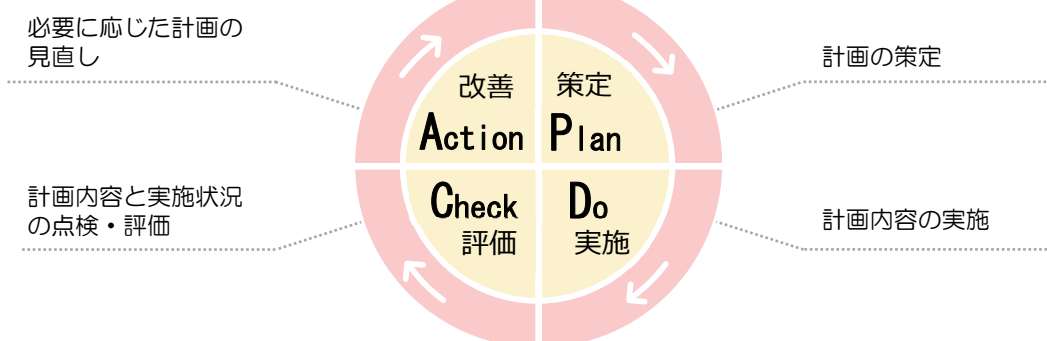 必要に応じた計画の
見直し
計画の策定
改善
Action
策定
Plan
計画内容と実施状況
の点検・評価
Check
評価
Do
実施
計画内容の実施